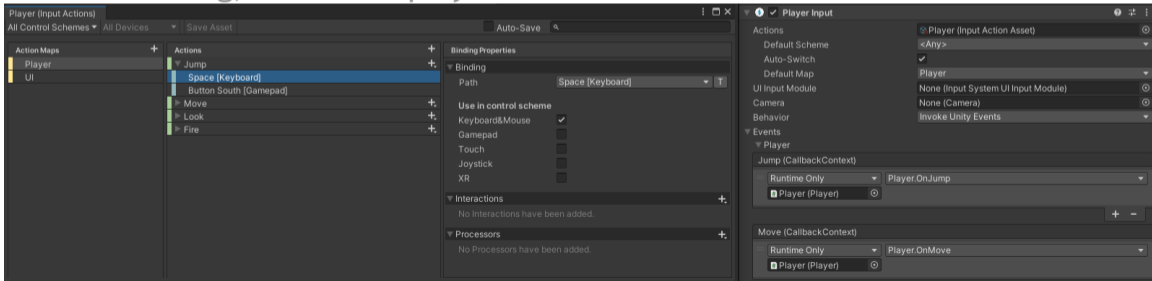 Player (Input Actions)
All Control Schemes All Devices Save Asset Auto-Save
Action Maps
Player
UI
Actions
Jump
Space [Keyboard]
Button South [Gamepad]
Move
Look
Fire
Binding Properties
Binding
Path Space [Keyboard] T
Use in control scheme
Keyboard&Mouse
Gamepad
Touch
Joystick
XR
Interactions
No Interactions have been added.
Processors
No Processors have been added.
Player Input
Actions Player (Input Action Asset)
Default Scheme <Any>
Auto-Switch
Default Map Player
UI Input Module None (Input System UI Input Module)
Camera None (Camera)
Behavior Invoke Unity Events
Events
Player
Jump (CallbackContext)
Runtime Only Player.OnJump
Player (Player)
Move (CallbackContext)
Runtime Only Player.OnMove
Player (Player)